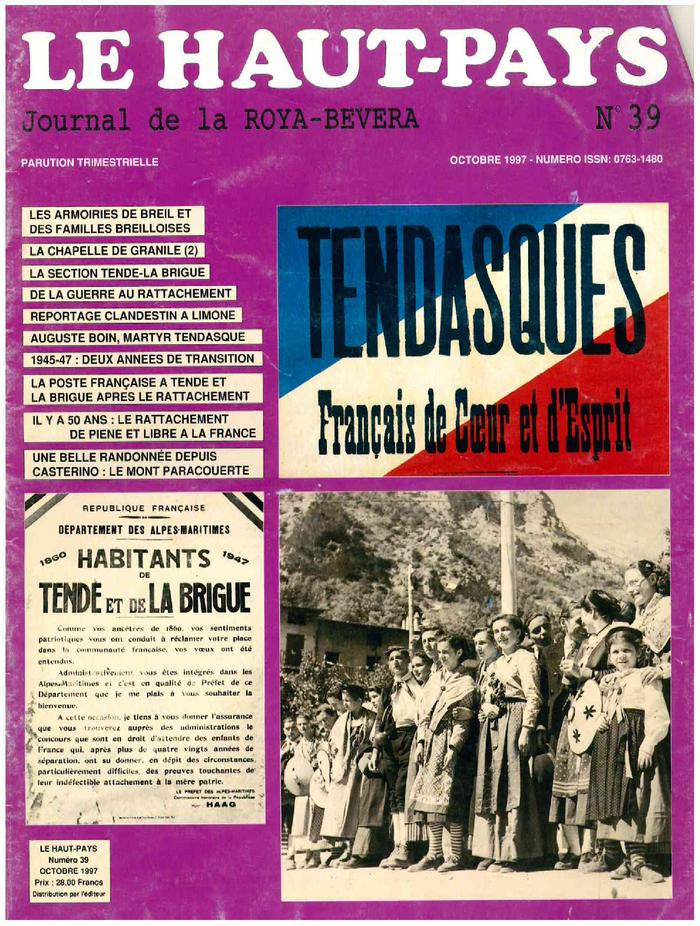 LE HAUT-PAYS
Journal de la ROYA-BEVERA
N° 39
PARUTION TRIMESTRIELLE
OCTOBRE 1997 - NUMERO ISSN: 0763-1480
LES ARMOIRIES DE BREIL ET
DES FAMILLES BREILLOISES
LA CHAPELLE DE GRANILE (2)
LA SECTION TENDE-LA BRIGUE
DE LA GUERRE AU RATTACHEMENT
REPORTAGE CLANDESTIN A LIMONE
AUGUSTE BOIN, MARTYR TENDASQUE
1945-47 : DEUX ANNEES DE TRANSITION
LA POSTE FRANÇAISE A TENDE ET
LA BRIGUE APRES LE RATTACHEMENT
IL Y A 50 ANS : LE RATTACHEMENT
DE PIENE ET LIBRE A LA FRANCE
UNE BELLE RANDONNÉE DEPUIS
CASTERINO : LE MONT PARACOUERTE
TENDASQUES
Français de Cœur et d'Esprit
REPUBLIQUE FRANÇAISE
DÉPARTEMENT DES ALPES-MARITIMES
1860 HABITANTS 1947
DE
TENDE ET DE LA BRIGUE
Comme vos ancêtres de 1860, vos sentiments
patriotiques vous ont conduit à réclamer votre place
dans la communauté française, vos vœux ont été
entendus.
Administrativement vous êtes intégrés dans les
Alpes-Maritimes et c'est en qualité de Préfet de ce
Département que je me plais à vous souhaiter la
bienvenue.
A cette occasion, je tiens à vous donner l'assurance
que vous trouverez auprès des administrations le
concours que sont en droit d'attendre des enfants de
France qui, après plus de quatre vingts années de
séparation, ont su donner, en dépit des circonstances,
particulièrement difficiles, des preuves touchantes de
leur indéfectible attachement à la mère patrie.
LE PREFET DES ALPES-MARITIMES
Commissaire de la République
HAAG
LE HAUT-PAYS
Numéro 39
OCTOBRE 1997
Prix : 28,00 Francs
Distribution par l'éditeur